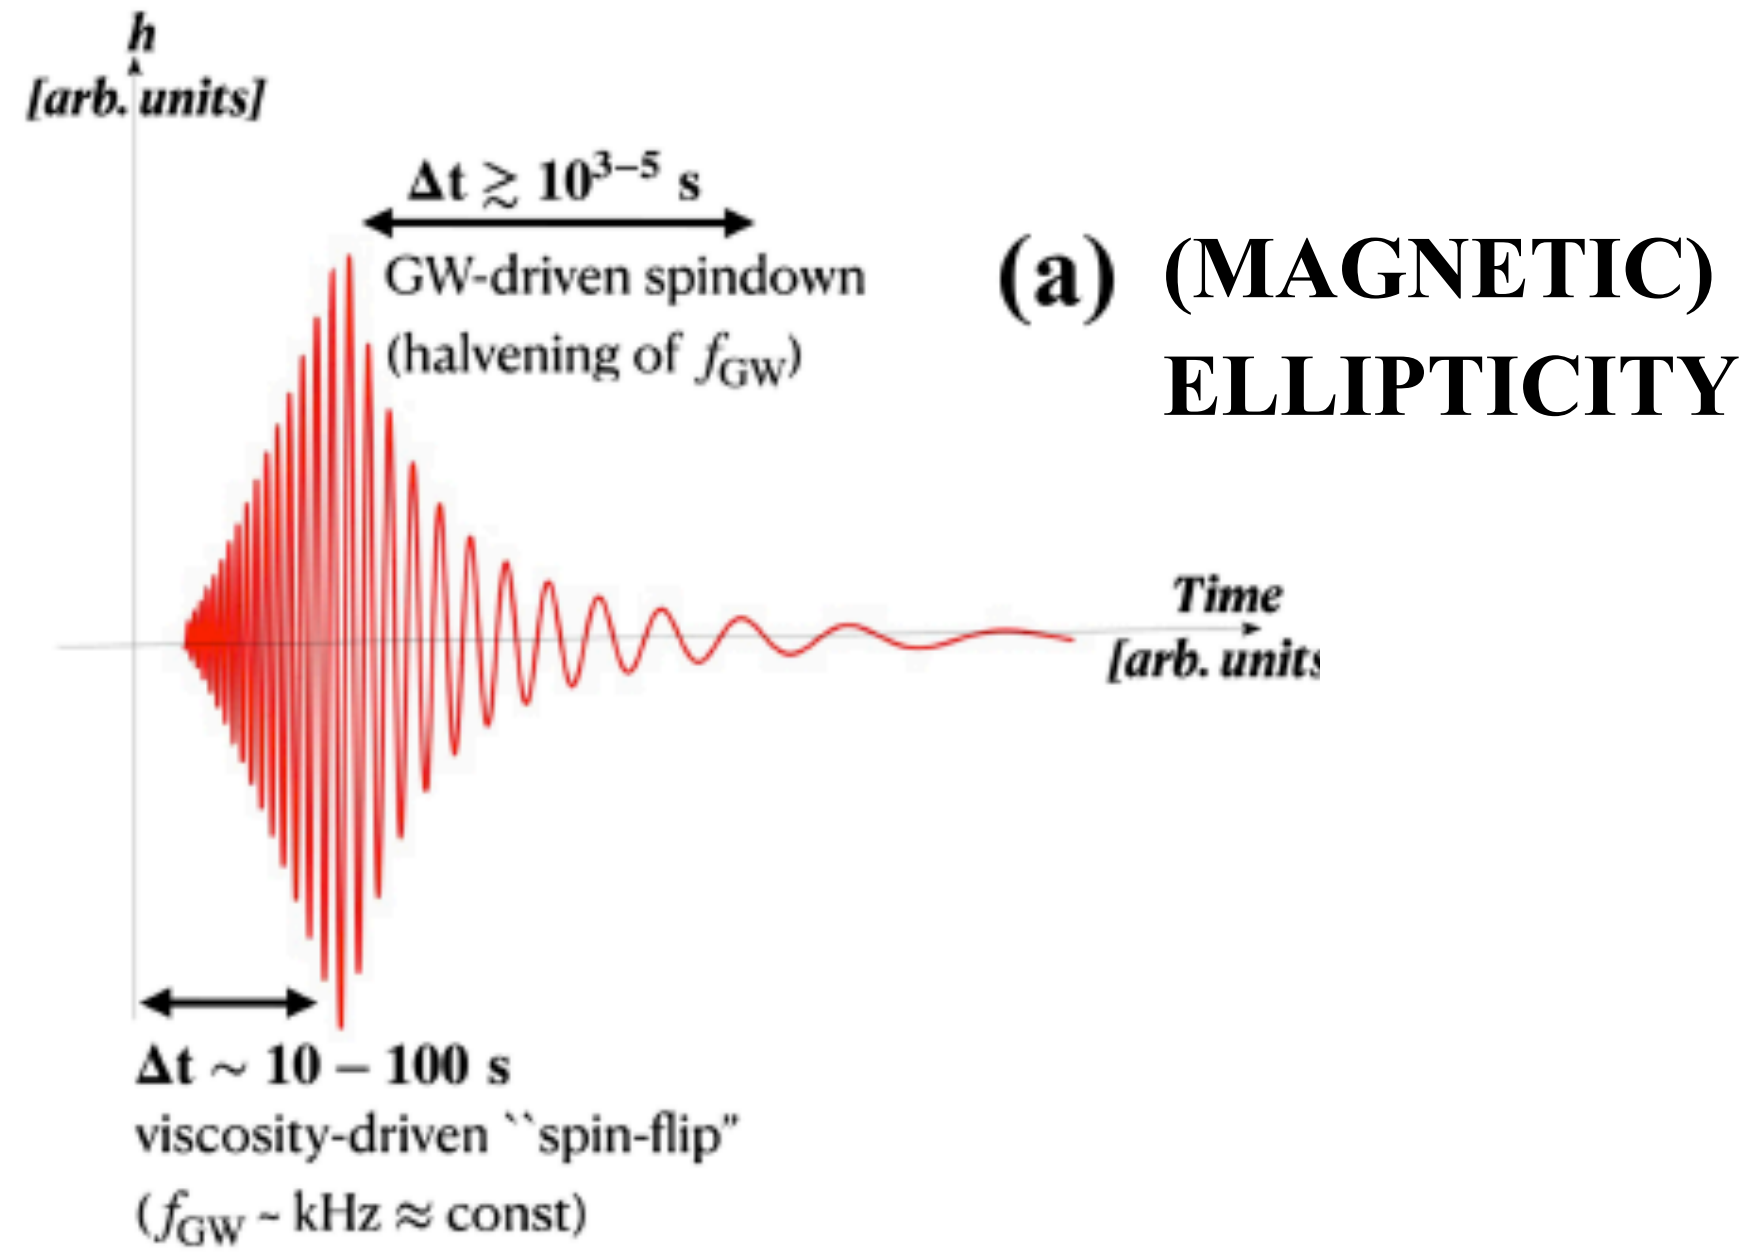 h
[arb. units]
Δt ≳ 10³⁻⁵ s
GW-driven spindown
(halvening of f_GW)
(a) (MAGNETIC)
ELLIPTICITY
Time
[arb. units
Δt ~ 10 – 100 s
viscosity-driven ``spin-flip”
(f_GW ~ kHz ≈ const)